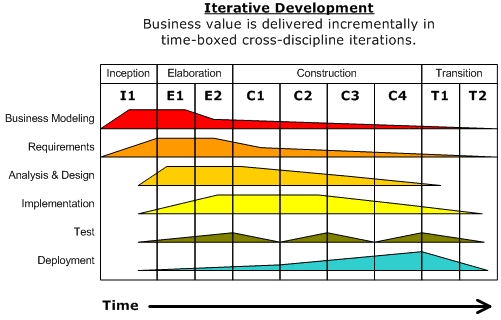 Iterative Development
Business value is delivered incrementally in
time-boxed cross-discipline iterations.
Inception Elaboration Construction Transition
I1 E1 E2 C1 C2 C3 C4 T1 T2
Business Modeling
Requirements
Analysis & Design
Implementation
Test
Deployment
Time